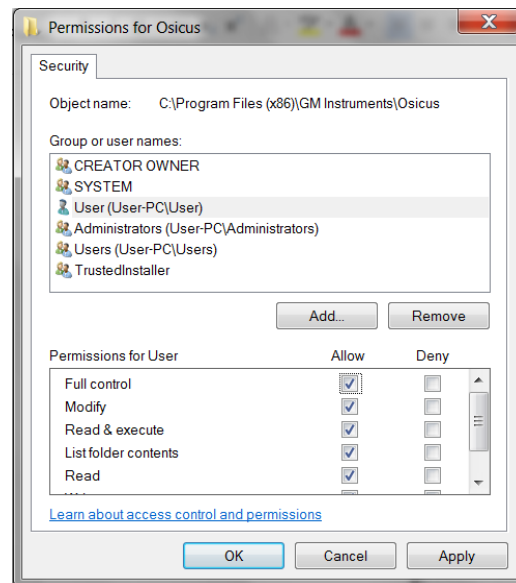 Permissions for Osicus
Security
Object name: C:\Program Files (x86)\GM Instruments\Osicus
Group or user names:
CREATOR OWNER
SYSTEM
User (User-PC\User)
Administrators (User-PC\Administrators)
Users (User-PC\Users)
TrustedInstaller
Add... Remove
Permissions for User Allow Deny
Full control
Modify
Read & execute
List folder contents
Read
Learn about access control and permissions
OK Cancel Apply